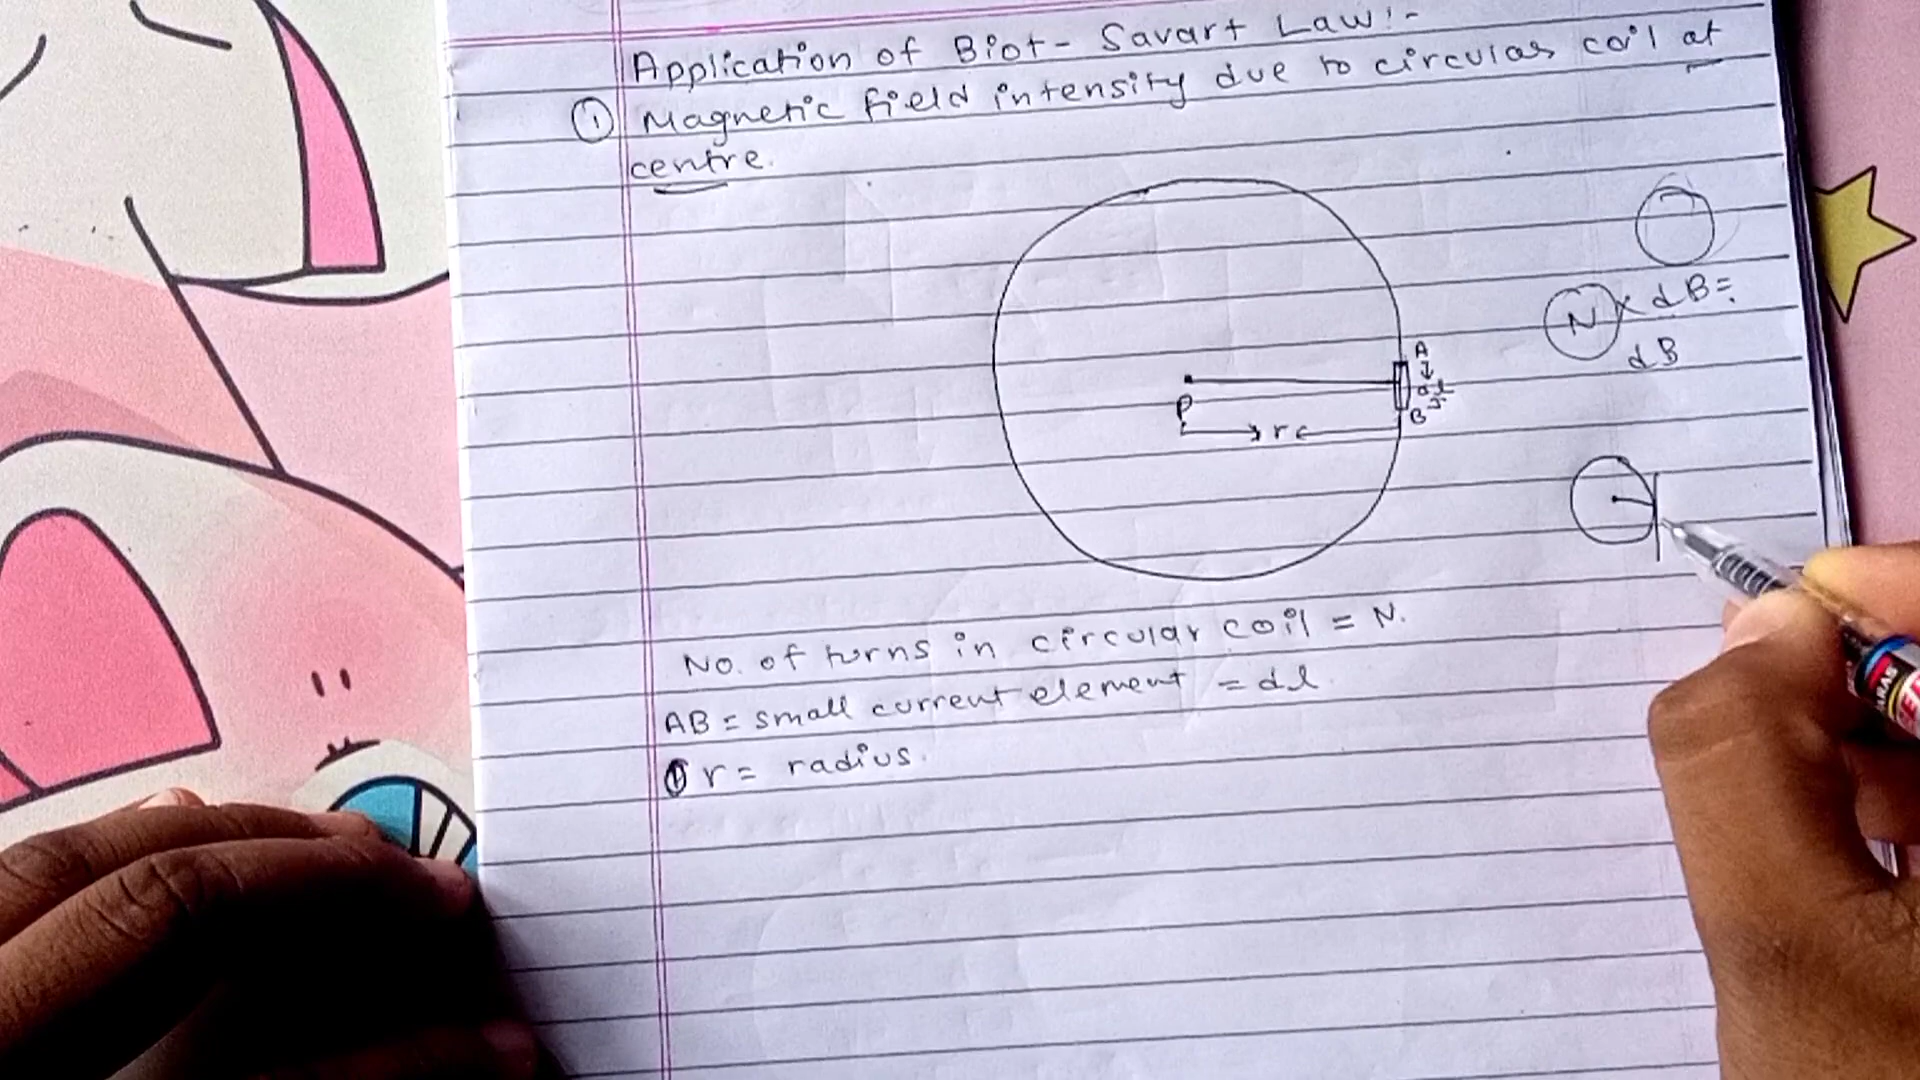 Application of Biot- Savart Law:-
① Magnetic field intensity due to circular coil at
centre.
N × dB =
dB
A
dl
B
P
r
No. of turns in circular coil = N.
AB = small current element = dl
r = radius.